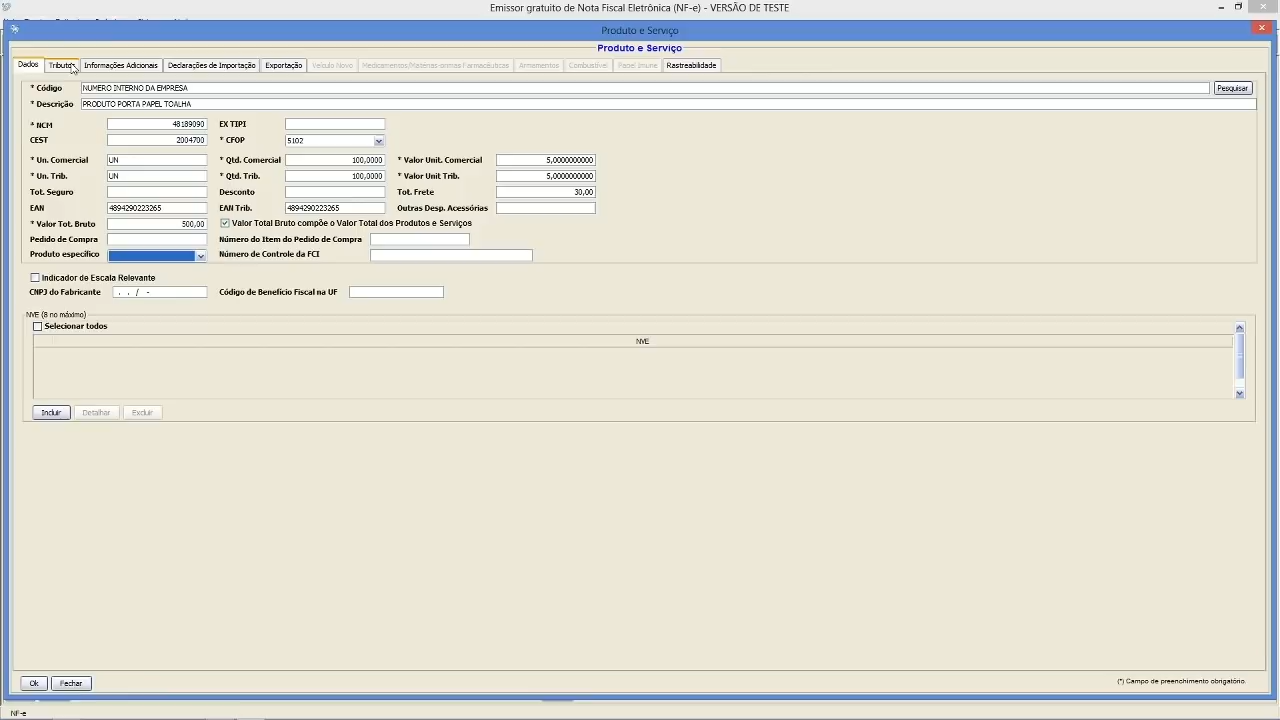 Emissor gratuito de Nota Fiscal Eletrônica (NF-e) - VERSÃO DE TESTE
Produto e Serviço
Produto e Serviço
Dados Tributos Informações Adicionais Declarações de Importação Exportação Veículo Novo Medicamentos/Matérias-primas Farmacêuticas Armamentos Combustível Papel Imune Rastreabilidade
* Código NUMERO INTERNO DA EMPRESA Pesquisar
* Descrição PRODUTO PORTA PAPEL TOALHA
* NCM 48189090 EX TIPI
CEST 2004700 * CFOP 5102
* Un. Comercial UN * Qtd. Comercial 100,0000 * Valor Unit. Comercial 5,0000000000
* Un. Trib. UN * Qtd. Trib. 100,0000 * Valor Unit Trib. 5,0000000000
Tot. Seguro Desconto Tot. Frete 30,00
EAN 4894290223265 EAN Trib. 4894290223265 Outras Desp. Acessórias
* Valor Tot. Bruto 500,00 Valor Total Bruto compõe o Valor Total dos Produtos e Serviços
Pedido de Compra Número do Item do Pedido de Compra
Produto específico Número de Controle da FCI
Indicador de Escala Relevante
CNPJ do Fabricante . . / - Código de Benefício Fiscal na UF
NVE (8 no máximo)
Selecionar todos
NVE
Incluir Detalhar Excluir
Ok Fechar (*) Campo de preenchimento obrigatório.
NF-e